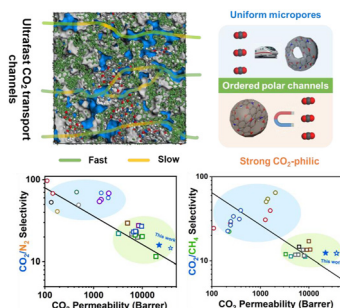 Ultrafast CO₂ transport
channels
Fast
Slow
Uniform micropores
Ordered polar channels
Strong CO₂-philic
CO₂/N₂ Selectivity
100
10
This work
100
1000
10000
CO₂ Permeability (Barrer)
CO₂/CH₄ Selectivity
100
10
This work
100
1000
10000
CO₂ Permeability (Barrer)